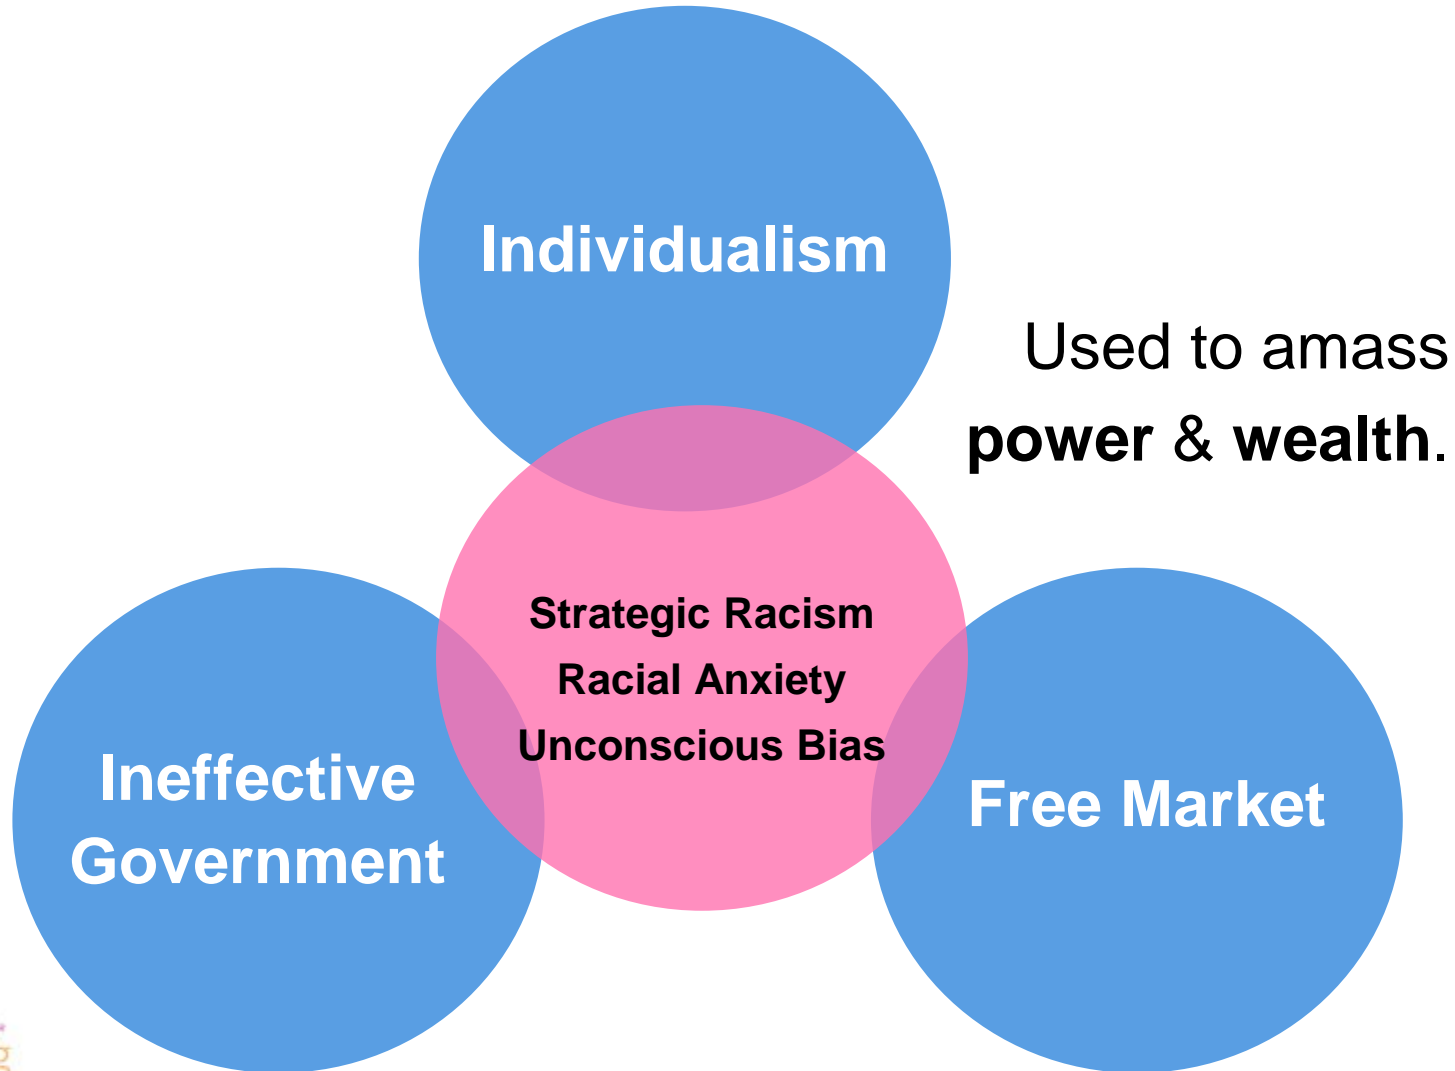 Individualism
Used to amass
power & wealth.
Strategic Racism
Racial Anxiety
Unconscious Bias
Ineffective
Government
Free Market